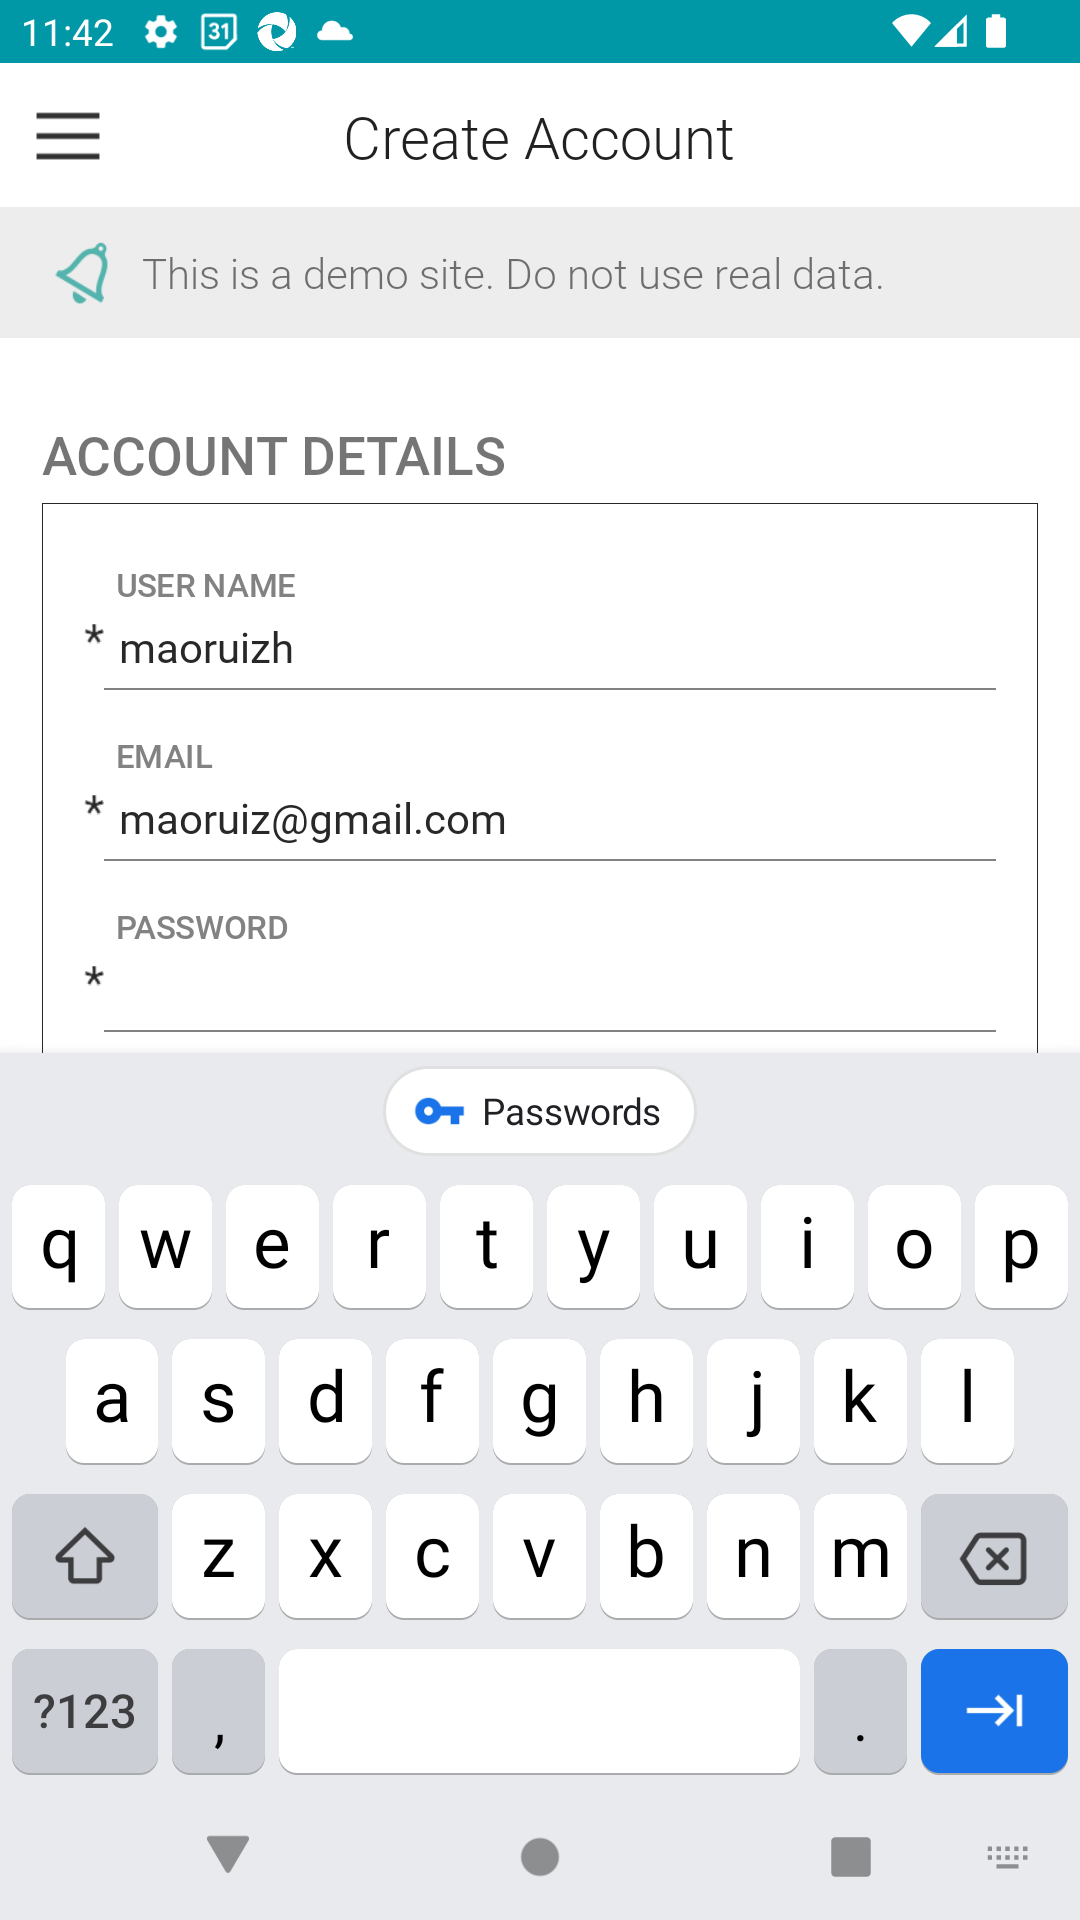 11:42 31
Create Account
This is a demo site. Do not use real data.
ACCOUNT DETAILS
USER NAME
* maoruizh
EMAIL
* maoruiz@gmail.com
PASSWORD
*
Passwords
q w e r t y u i o p
a s d f g h j k l
z x c v b n m
?123 , .